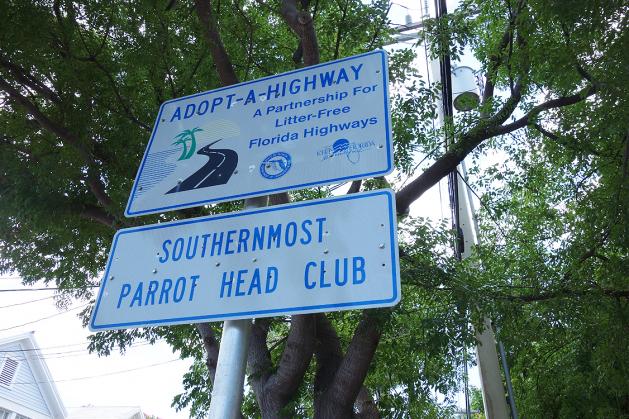 ADOPT-A-HIGHWAY
A Partnership For
Litter-Free
Florida Highways
SOUTHERNMOST
PARROT HEAD CLUB